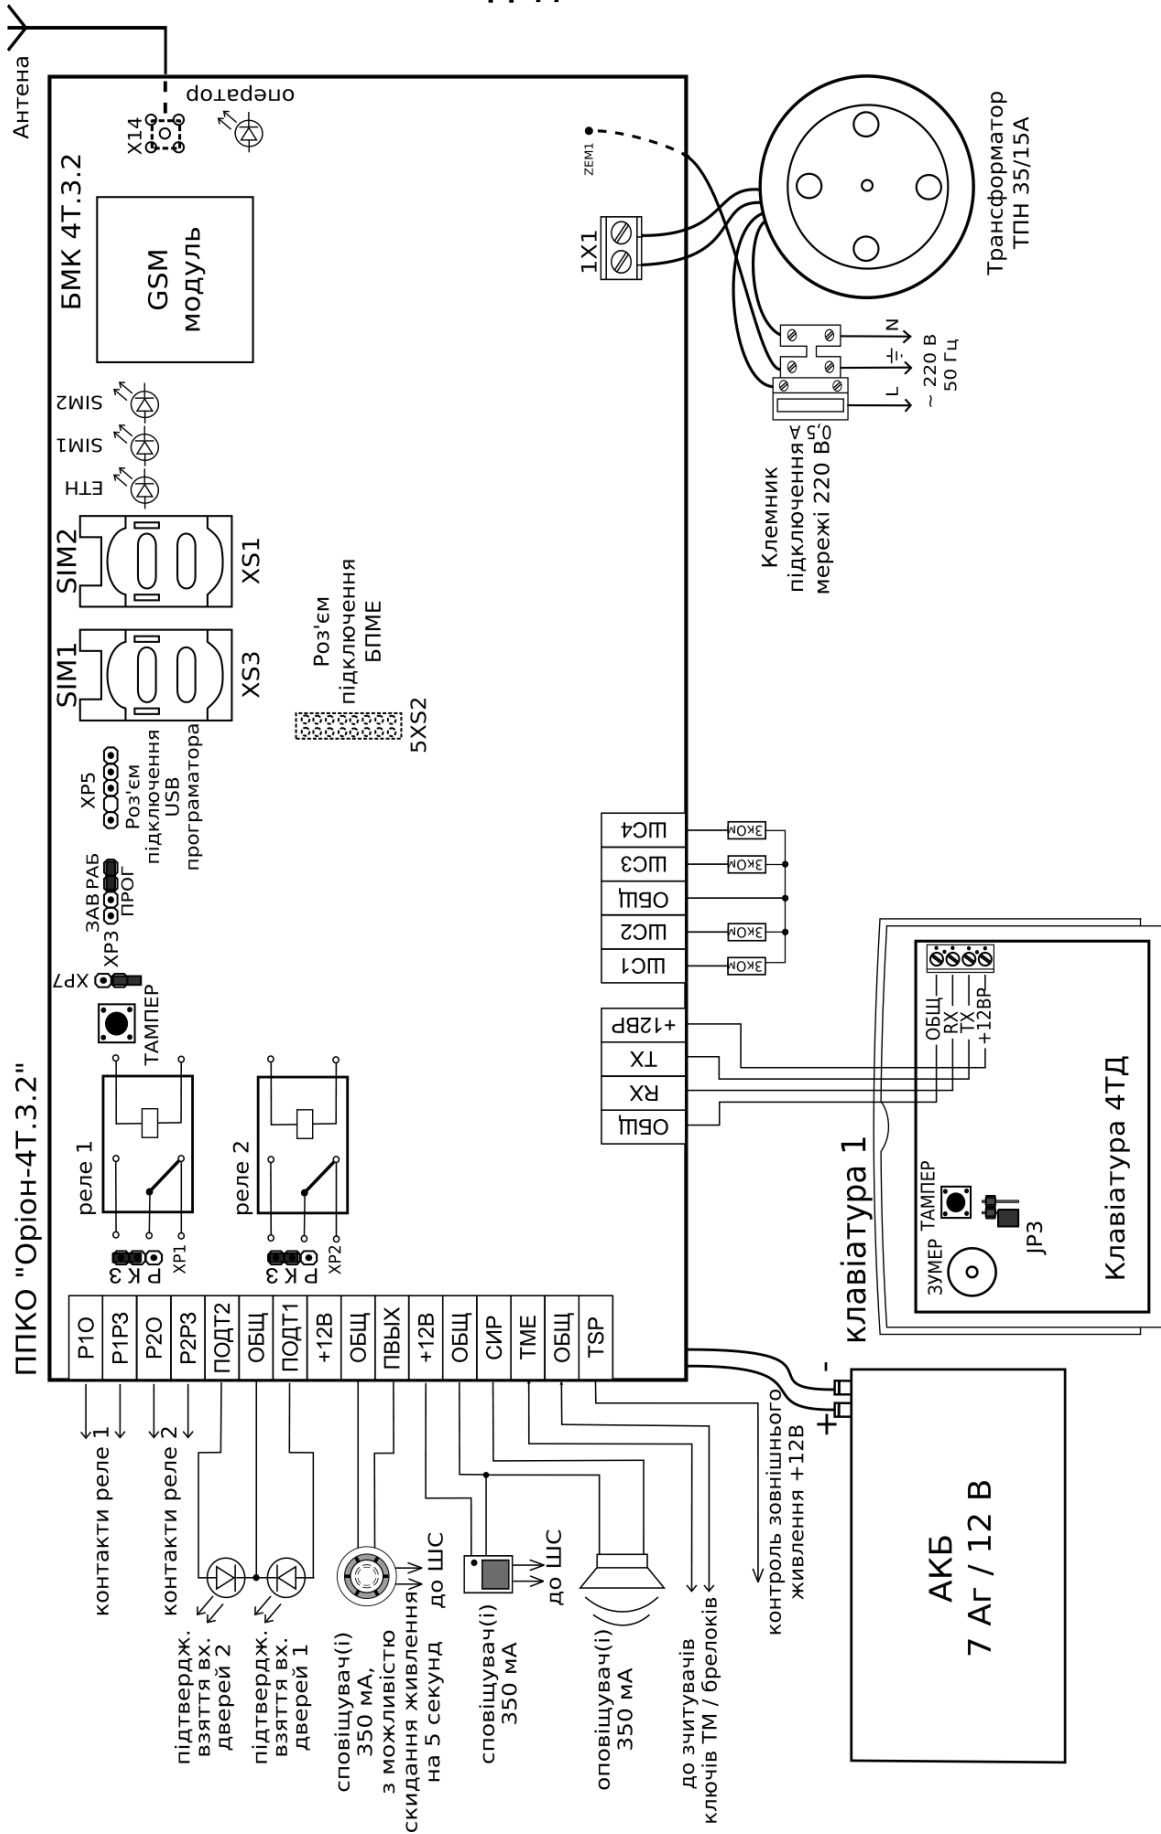 Антена
БМК 4Т.3.2
X14
оператор
GSM
модуль
SIM2
SIM1
ETH
SIM2
XS1
SIM1
XS3
Роз'єм
підключення
БПМЕ
5XS2
XP5
Роз'єм
підключення
USB
програматора
ЗАВ РАБ
ПРОГ
XP3
XP7
ТАМПЕР
ППКО "Оріон-4Т.3.2"
реле 1
реле 2
З К Р
XP1
З К Р
XP2
ZEM1
1X1
Трансформатор
ТПН 35/15А
N
L
~ 220 В
50 Гц
0,5 А
Клемник
підключення
мережі 220 В
ШС4
ШС3
ОБЩ
ШС2
ШС1
3кОм
3кОм
3кОм
3кОм
+12ВР
TX
RX
ОБЩ
P1O
P1P3
P2O
P2P3
ПОДТ2
ОБЩ
ПОДТ1
+12В
ОБЩ
ПВЫХ
+12В
ОБЩ
СИР
ТМЕ
ОБЩ
TSP
клавіатура 1
ОБЩ
RX
TX
+12ВР
ТАМПЕР
ЗУМЕР
JP3
Клавіатура 4ТД
контакти реле 1
контакти реле 2
підтвердж.
взяття вх.
дверей 2
підтвердж.
взяття вх.
дверей 1
сповіщувач(і)
350 мА,
з можливістю
скидання живлення
на 5 секунд
до ШС
сповіщувач(і)
350 мА
до ШС
оповіщувач(і)
350 мА
до зчитувачів
ключів ТМ / брелоків
контроль зовнішнього
живлення +12В
+
-
АКБ
7 Аг / 12 В